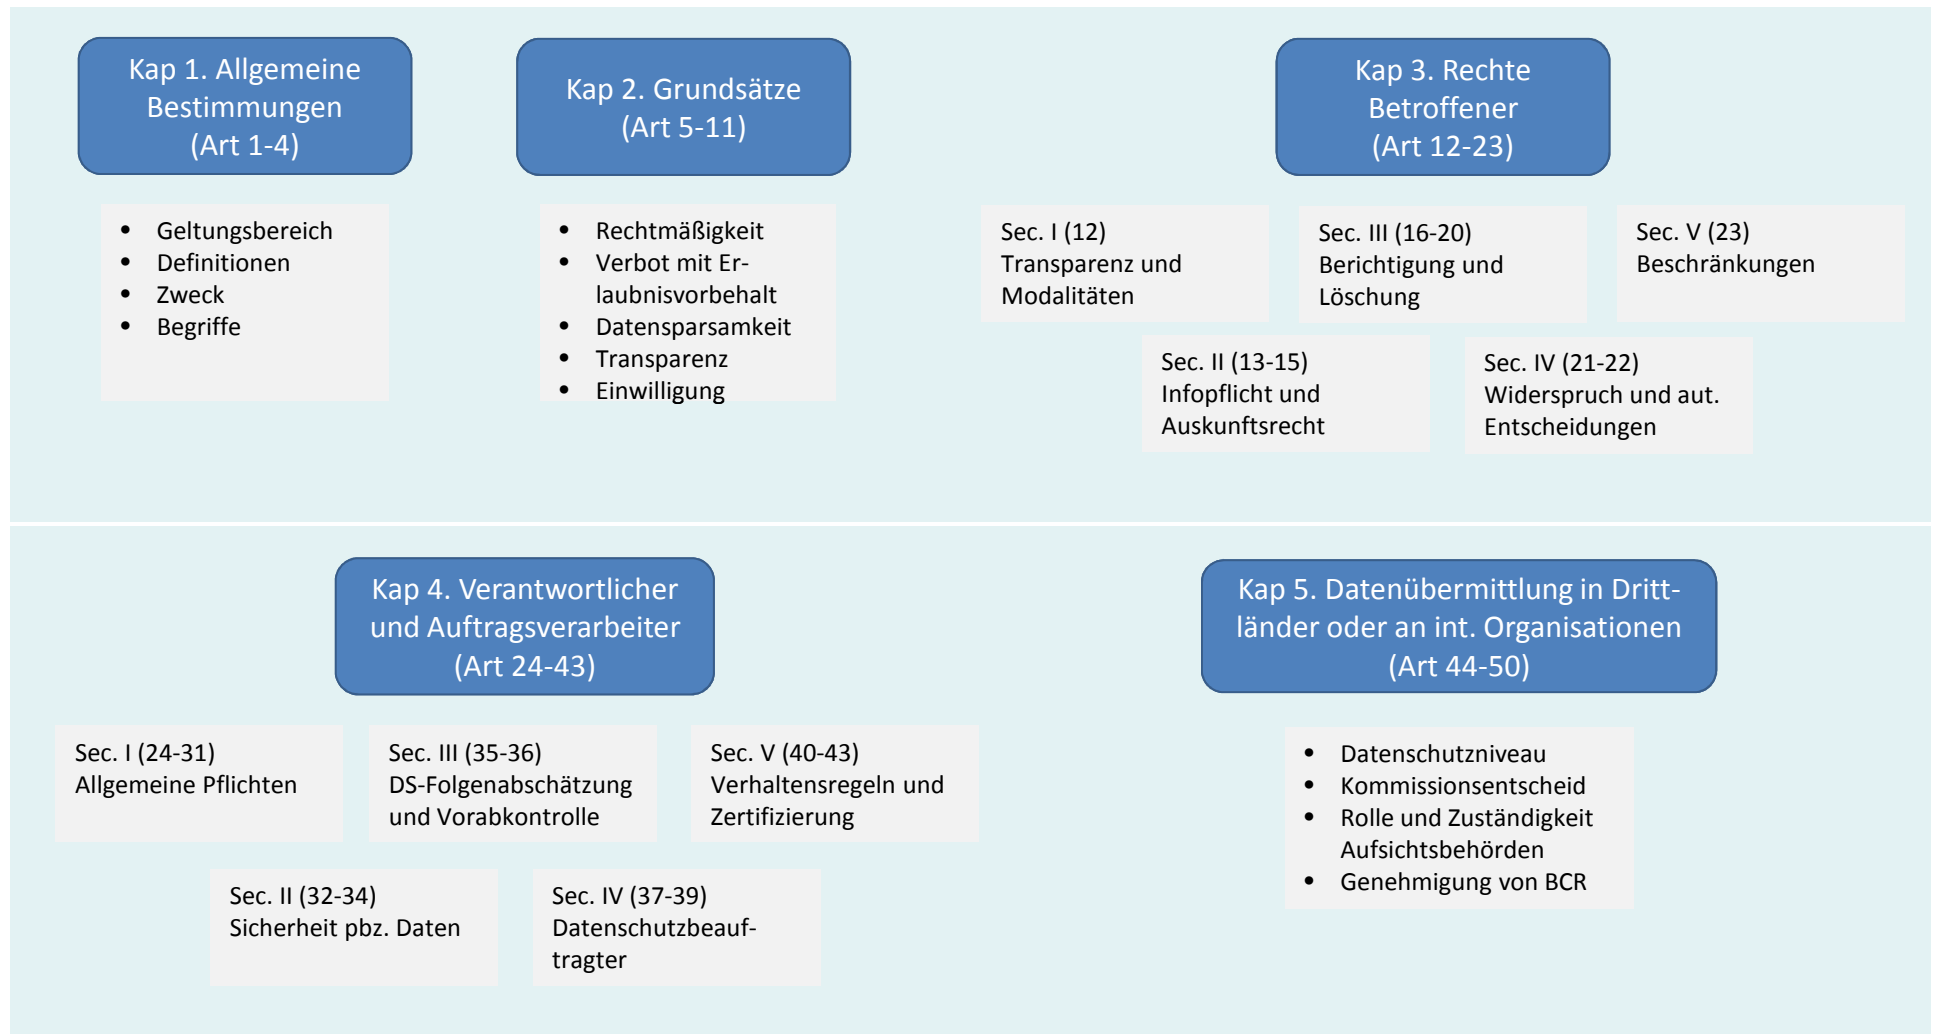 Kap 1. Allgemeine
Bestimmungen
(Art 1-4)
• Geltungsbereich
• Definitionen
• Zweck
• Begriffe
Kap 2. Grundsätze
(Art 5-11)
• Rechtmäßigkeit
• Verbot mit Er-
laubnisvorbehalt
• Datensparsamkeit
• Transparenz
• Einwilligung
Kap 3. Rechte
Betroffener
(Art 12-23)
Sec. I (12)
Transparenz und
Modalitäten
Sec. II (13-15)
Infopflicht und
Auskunftsrecht
Sec. III (16-20)
Berichtigung und
Löschung
Sec. IV (21-22)
Widerspruch und aut.
Entscheidungen
Sec. V (23)
Beschränkungen
Kap 4. Verantwortlicher
und Auftragsverarbeiter
(Art 24-43)
Sec. I (24-31)
Allgemeine Pflichten
Sec. II (32-34)
Sicherheit pbz. Daten
Sec. III (35-36)
DS-Folgenabschätzung
und Vorabkontrolle
Sec. IV (37-39)
Datenschutzbeauf-
tragter
Sec. V (40-43)
Verhaltensregeln und
Zertifizierung
Kap 5. Datenübermittlung in Dritt-
länder oder an int. Organisationen
(Art 44-50)
• Datenschutzniveau
• Kommissionsentscheid
• Rolle und Zuständigkeit
Aufsichtsbehörden
• Genehmigung von BCR